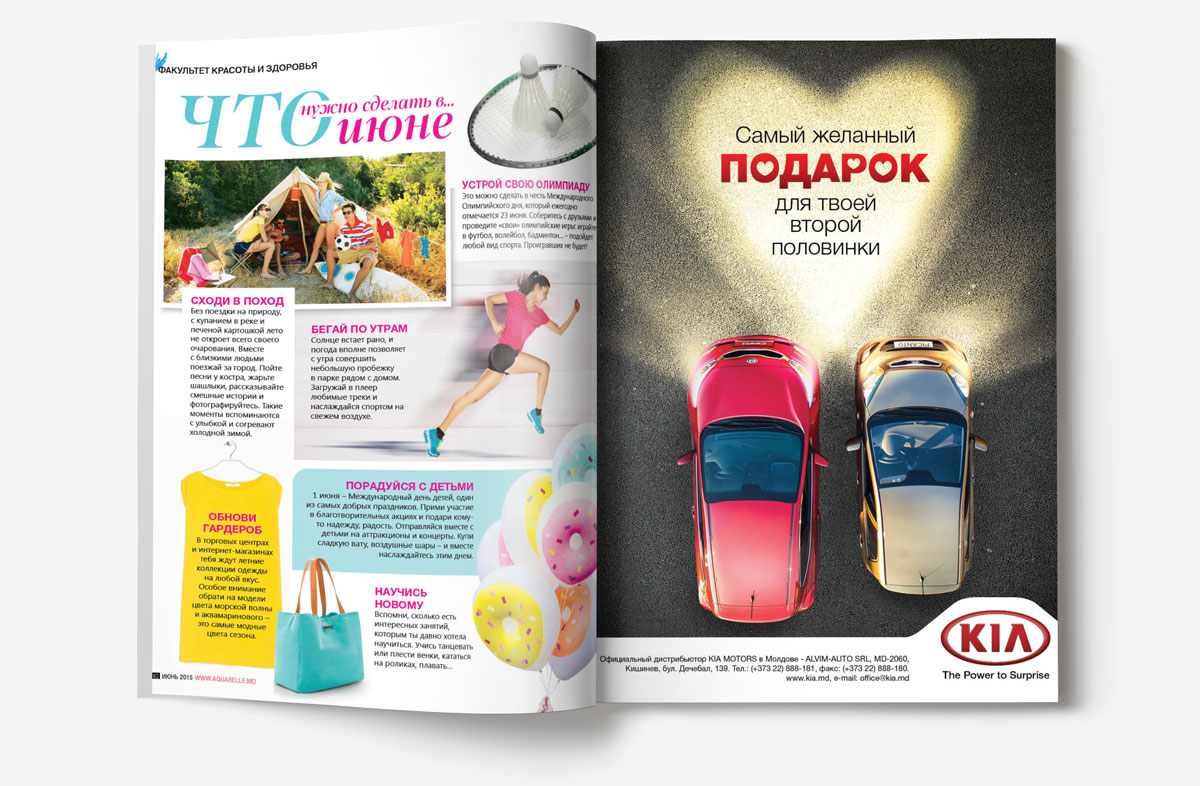 ФАКУЛЬТЕТ КРАСОТЫ И ЗДОРОВЬЯ
ЧТО
нужно сделать в...
июне
УСТРОЙ СВОЮ ОЛИМПИАДУ
Это можно сделать в честь Международного
Олимпийского дня, который ежегодно
отмечается 23 июня. Соберитесь с друзьями и
проведите «свои» олимпийские игры: играйте
в футбол, волейбол, бадминтон... – подойдет
любой вид спорта. Проигравших не будет!
СХОДИ В ПОХОД
Без поездки на природу,
с купанием в реке и
печеной картошкой лето
не откроет всего своего
очарования. Вместе
с близкими людьми
поезжай за город. Пойте
песни у костра, жарьте
шашлыки, рассказывайте
смешные истории и
фотографируйтесь. Такие
моменты вспоминаются
с улыбкой и согревают
холодной зимой.
БЕГАЙ ПО УТРАМ
Солнце встает рано, и
погода вполне позволяет
с утра совершить
небольшую пробежку
в парке рядом с домом.
Загружай в плеер
любимые треки и
наслаждайся спортом на
свежем воздухе.
ПОРАДУЙСЯ С ДЕТЬМИ
1 июня – Международный день детей, один
из самых добрых праздников. Прими участие
в благотворительных акциях и подари кому-
то надежду, радость. Отправляйся вместе с
детьми на аттракционы и концерты. Купи
сладкую вату, воздушные шары – и вместе
наслаждайтесь этим днем.
ОБНОВИ
ГАРДЕРОБ
В торговых центрах
и интернет-магазинах
тебя ждут летние
коллекции одежды
на любой вкус.
Особое внимание
обрати на модели
цвета морской волны
и аквамаринового –
это самые модные
цвета сезона.
НАУЧИСЬ
НОВОМУ
Вспомни, сколько есть
интересных занятий,
которым ты давно хотела
научиться. Учись танцевать
или плести венки, кататься
на роликах, плавать...
ИЮНЬ 2015 WWW.AQUARELLE.MD
Самый желанный
ПОДАРОК
для твоей
второй
половинки
PICANTO
Официальный дистрибьютор KIA MOTORS в Молдове - ALVIM-AUTO SRL, MD-2060,
Кишинев, бул. Дечебал, 139. Тел.: (+373 22) 888-181, факс: (+373 22) 888-180.
www.kia.md, e-mail: office@kia.md
KIA
The Power to Surprise